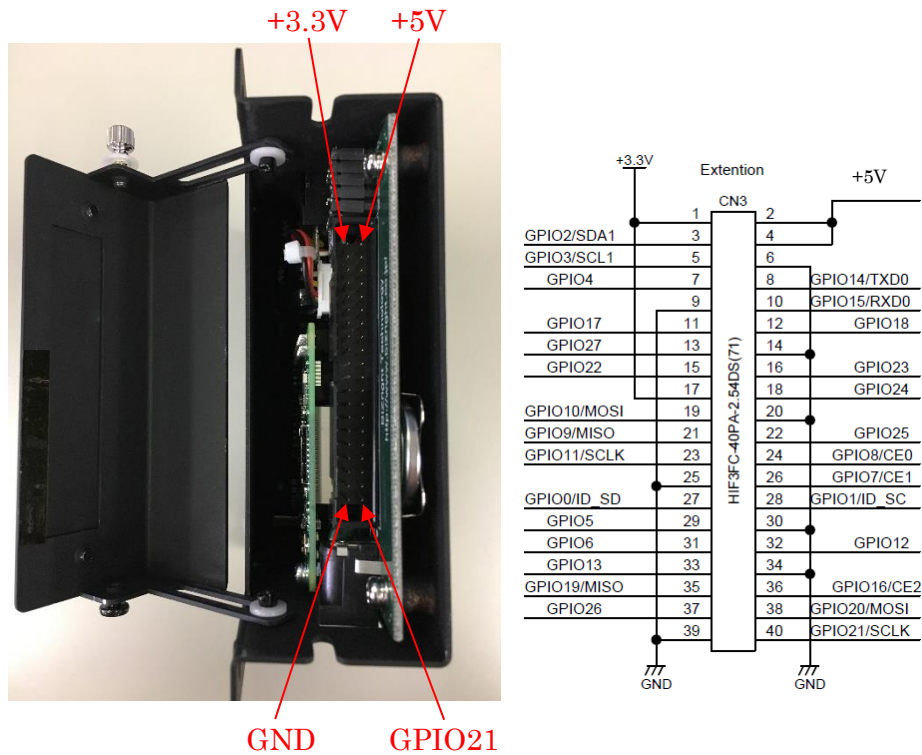 +3.3V +5V
GND GPIO21
+3.3V Extention +5V
CN3
1 2
GPIO2/SDA1 3 4
GPIO3/SCL1 5 6
GPIO4 7 8 GPIO14/TXD0
9 10 GPIO15/RXD0
GPIO17 11 12 GPIO18
GPIO27 13 14
GPIO22 15 16 GPIO23
17 18 GPIO24
GPIO10/MOSI 19 20
GPIO9/MISO 21 22 GPIO25
GPIO11/SCLK 23 24 GPIO8/CE0
25 26 GPIO7/CE1
GPIO0/ID_SD 27 28 GPIO1/ID_SC
GPIO5 29 30
GPIO6 31 32 GPIO12
GPIO13 33 34
GPIO19/MISO 35 36 GPIO16/CE2
GPIO26 37 38 GPIO20/MOSI
39 40 GPIO21/SCLK
HIF3FC-40PA-2.54DS(71)
GND GND